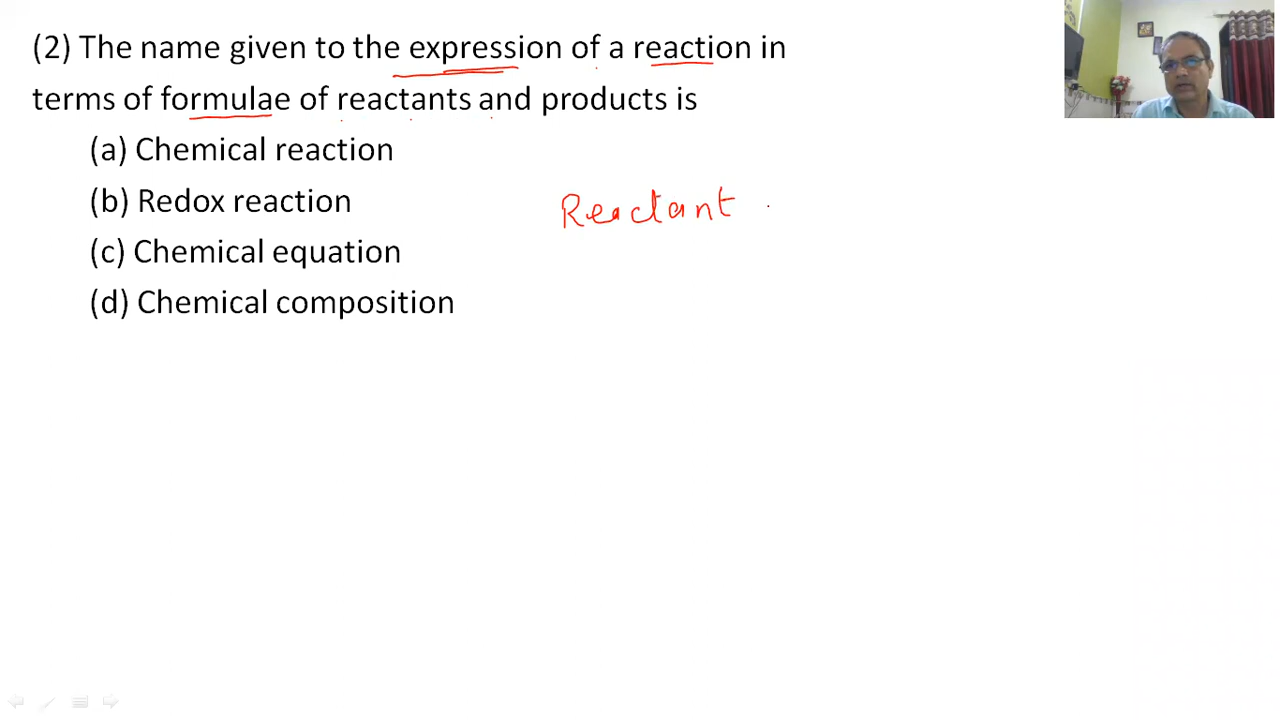 (2) The name given to the expression of a reaction in
terms of formulae of reactants and products is
(a) Chemical reaction
(b) Redox reaction
Reactant
(c) Chemical equation
(d) Chemical composition